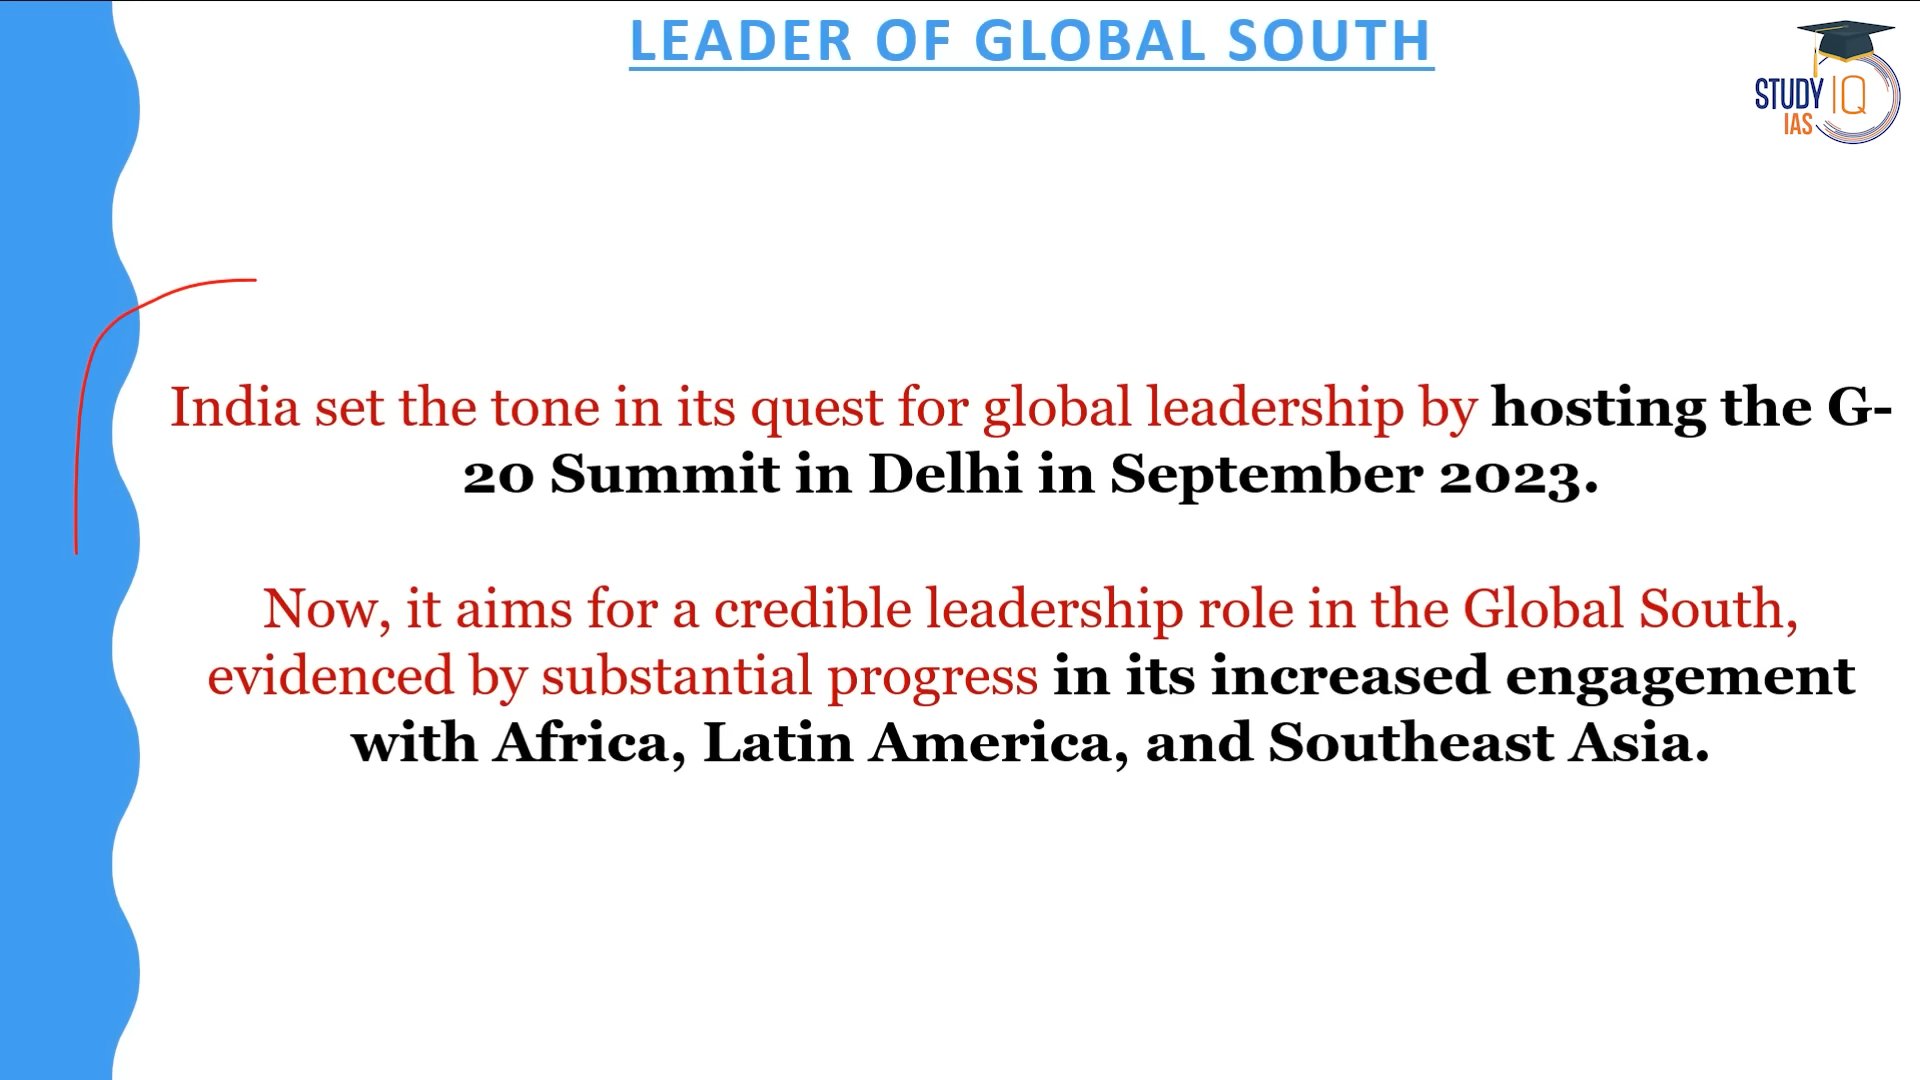 LEADER OF GLOBAL SOUTH
STUDY IQ
IAS
India set the tone in its quest for global leadership by hosting the G-
20 Summit in Delhi in September 2023.
Now, it aims for a credible leadership role in the Global South,
evidenced by substantial progress in its increased engagement
with Africa, Latin America, and Southeast Asia.